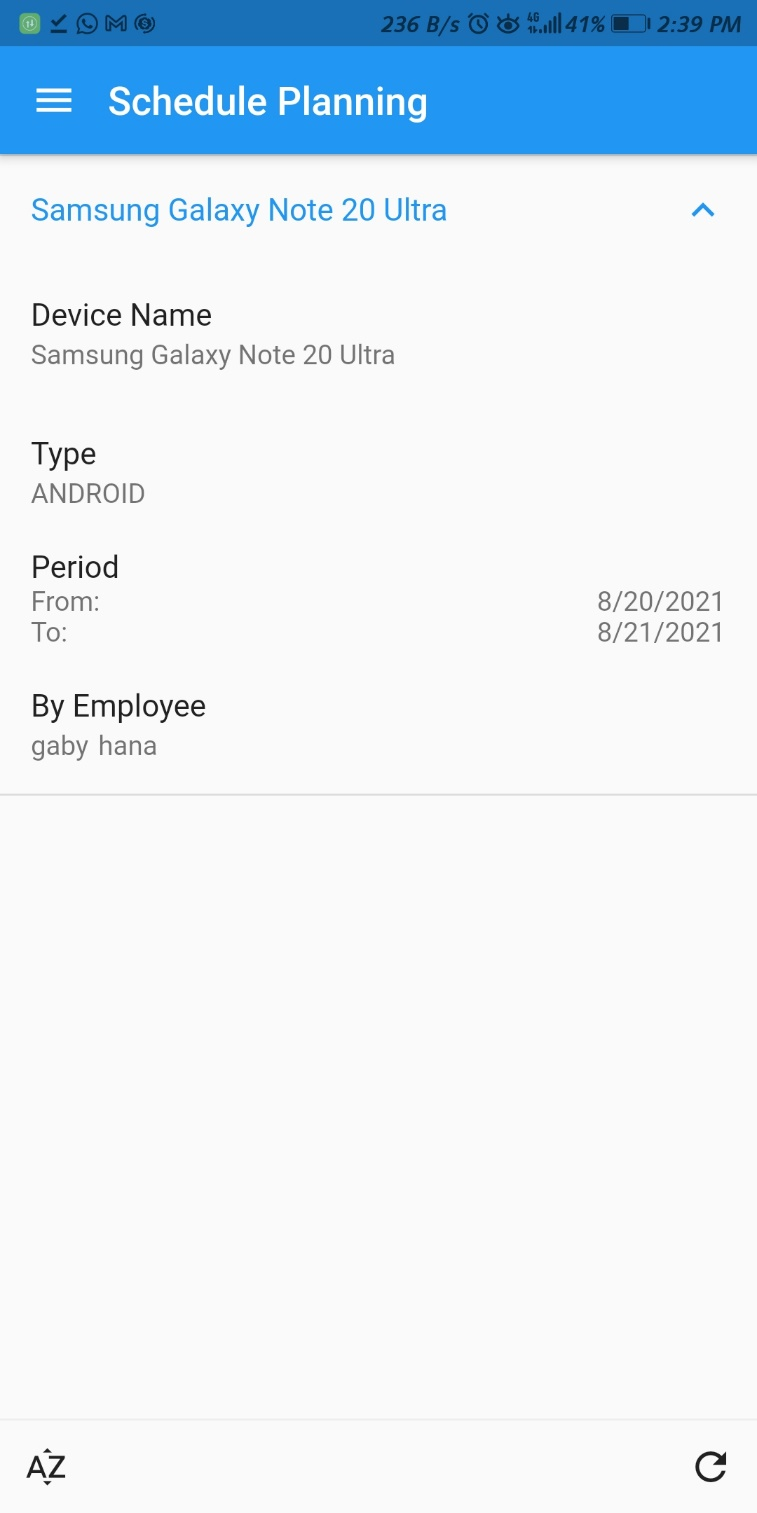 236 B/s 4G 41% 2:39 PM
Schedule Planning
Samsung Galaxy Note 20 Ultra
Device Name
Samsung Galaxy Note 20 Ultra
Type
ANDROID
Period
From: 8/20/2021
To: 8/21/2021
By Employee
gaby hana
AZ